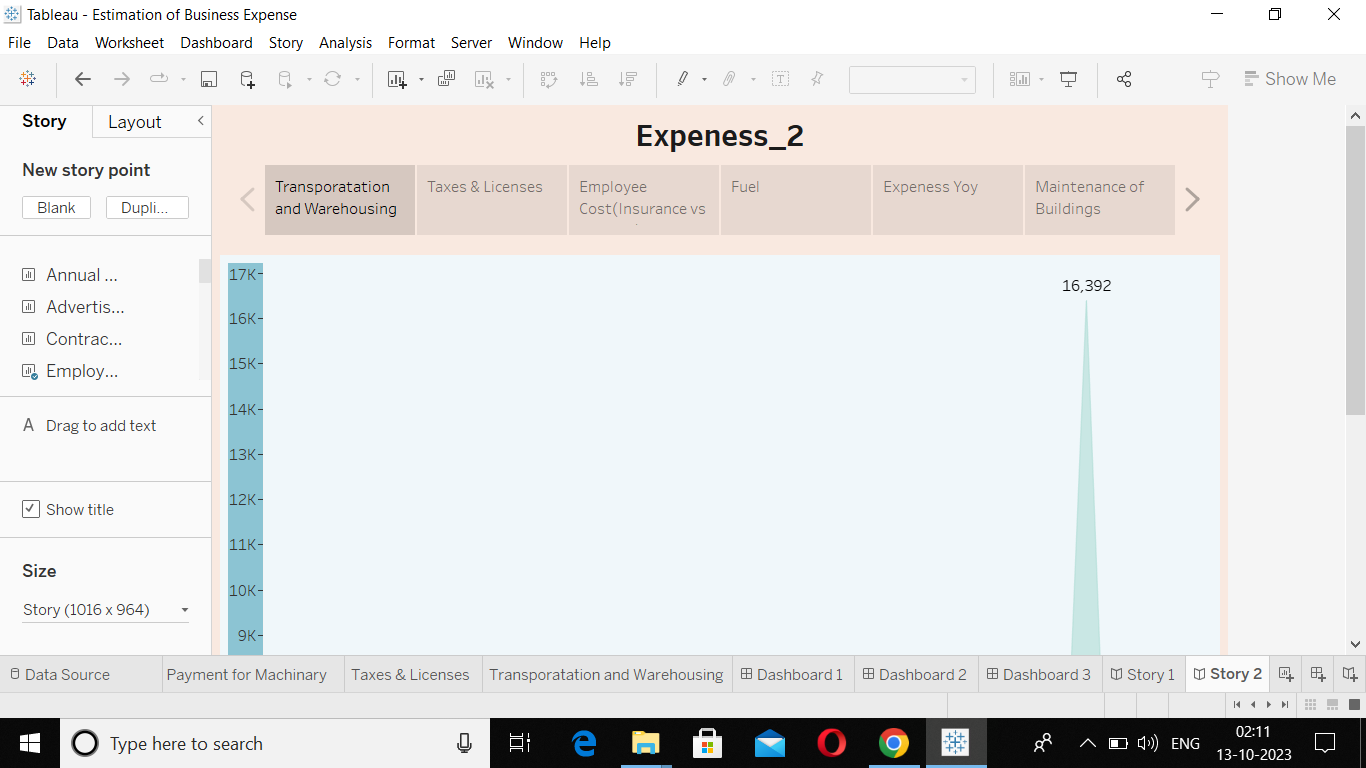 Tableau - Estimation of Business Expense
File Data Worksheet Dashboard Story Analysis Format Server Window Help
Show Me
Story Layout
New story point
Blank Dupli...
Annual ...
Advertis...
Contrac...
Employ...
A Drag to add text
Show title
Size
Story (1016 x 964)
Expeness_2
Transporatation
and Warehousing
Taxes & Licenses
Employee
Cost(Insurance vs
Fuel
Expeness Yoy
Maintenance of
Buildings
17K
16,392
16K
15K
14K
13K
12K
11K
10K
9K
Data Source Payment for Machinary Taxes & Licenses Transporatation and Warehousing Dashboard 1 Dashboard 2 Dashboard 3 Story 1 Story 2
Type here to search
ENG
02:11
13-10-2023